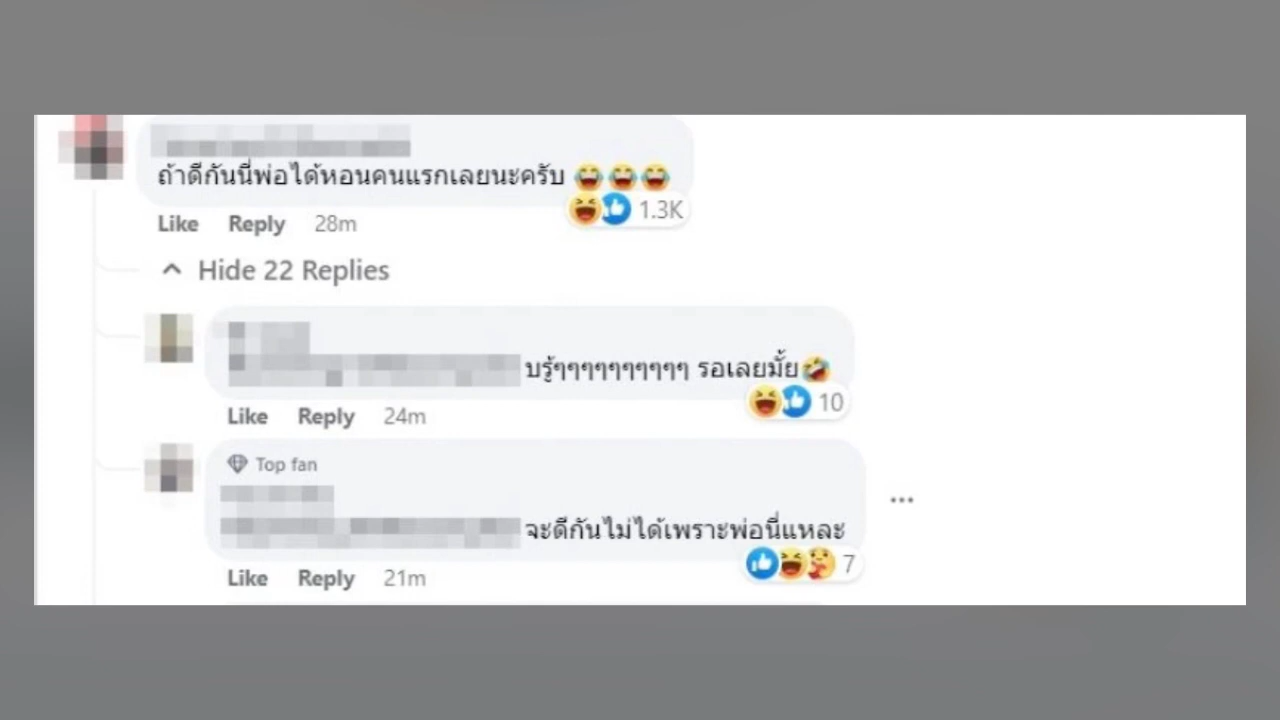 ถ้าดีกันนี่พ่อได้หอนคนแรกเลยนะครับ 😂😂😂
1.3K
Like Reply 28m
Hide 22 Replies
บรู้ๆๆๆๆๆๆๆๆๆๆ รอเลยมั้ย🤣
10
Like Reply 24m
Top fan
จะดีกันไม่ได้เพราะพ่อนี่แหละ
7
Like Reply 21m